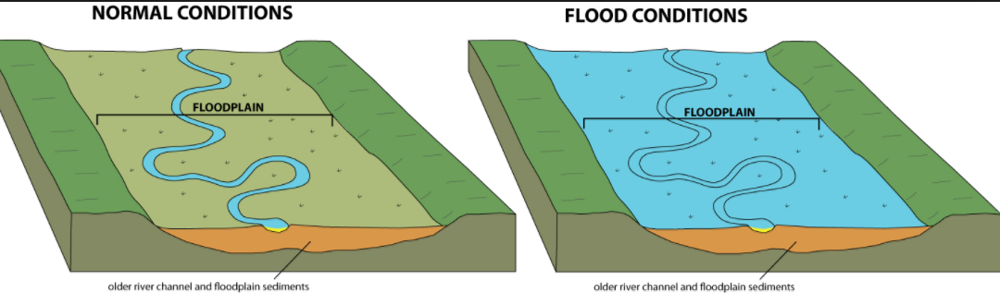 NORMAL CONDITIONS
FLOOD CONDITIONS
FLOODPLAIN
FLOODPLAIN
older river channel and floodplain sediments
older river channel and floodplain sediments